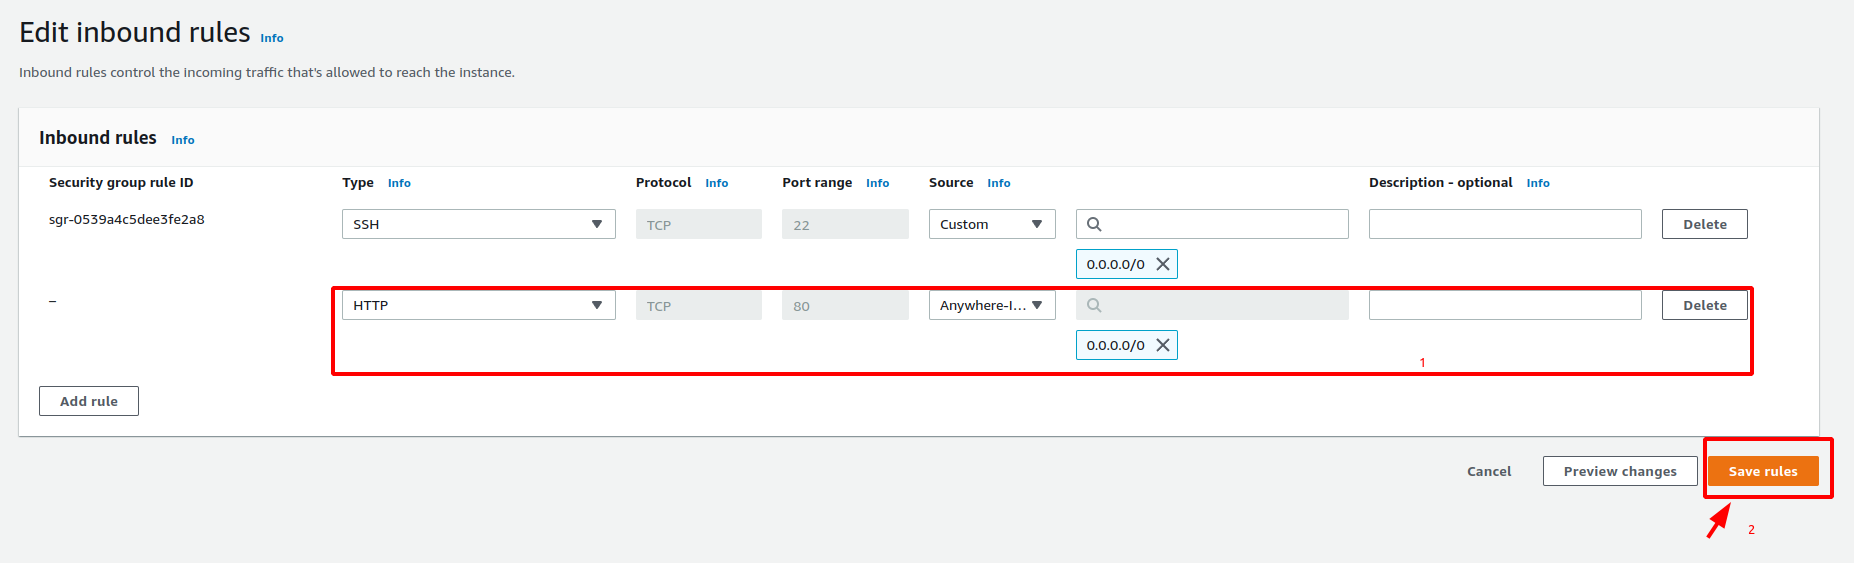 Edit inbound rules Info
Inbound rules control the incoming traffic that's allowed to reach the instance.
Inbound rules Info
Security group rule ID Type Info Protocol Info Port range Info Source Info Description - optional Info
sgr-0539a4c5dee3fe2a8 SSH TCP 22 Custom Delete
0.0.0.0/0
– HTTP TCP 80 Anywhere-I... Delete
0.0.0.0/0
1
Add rule
Cancel Preview changes Save rules
2